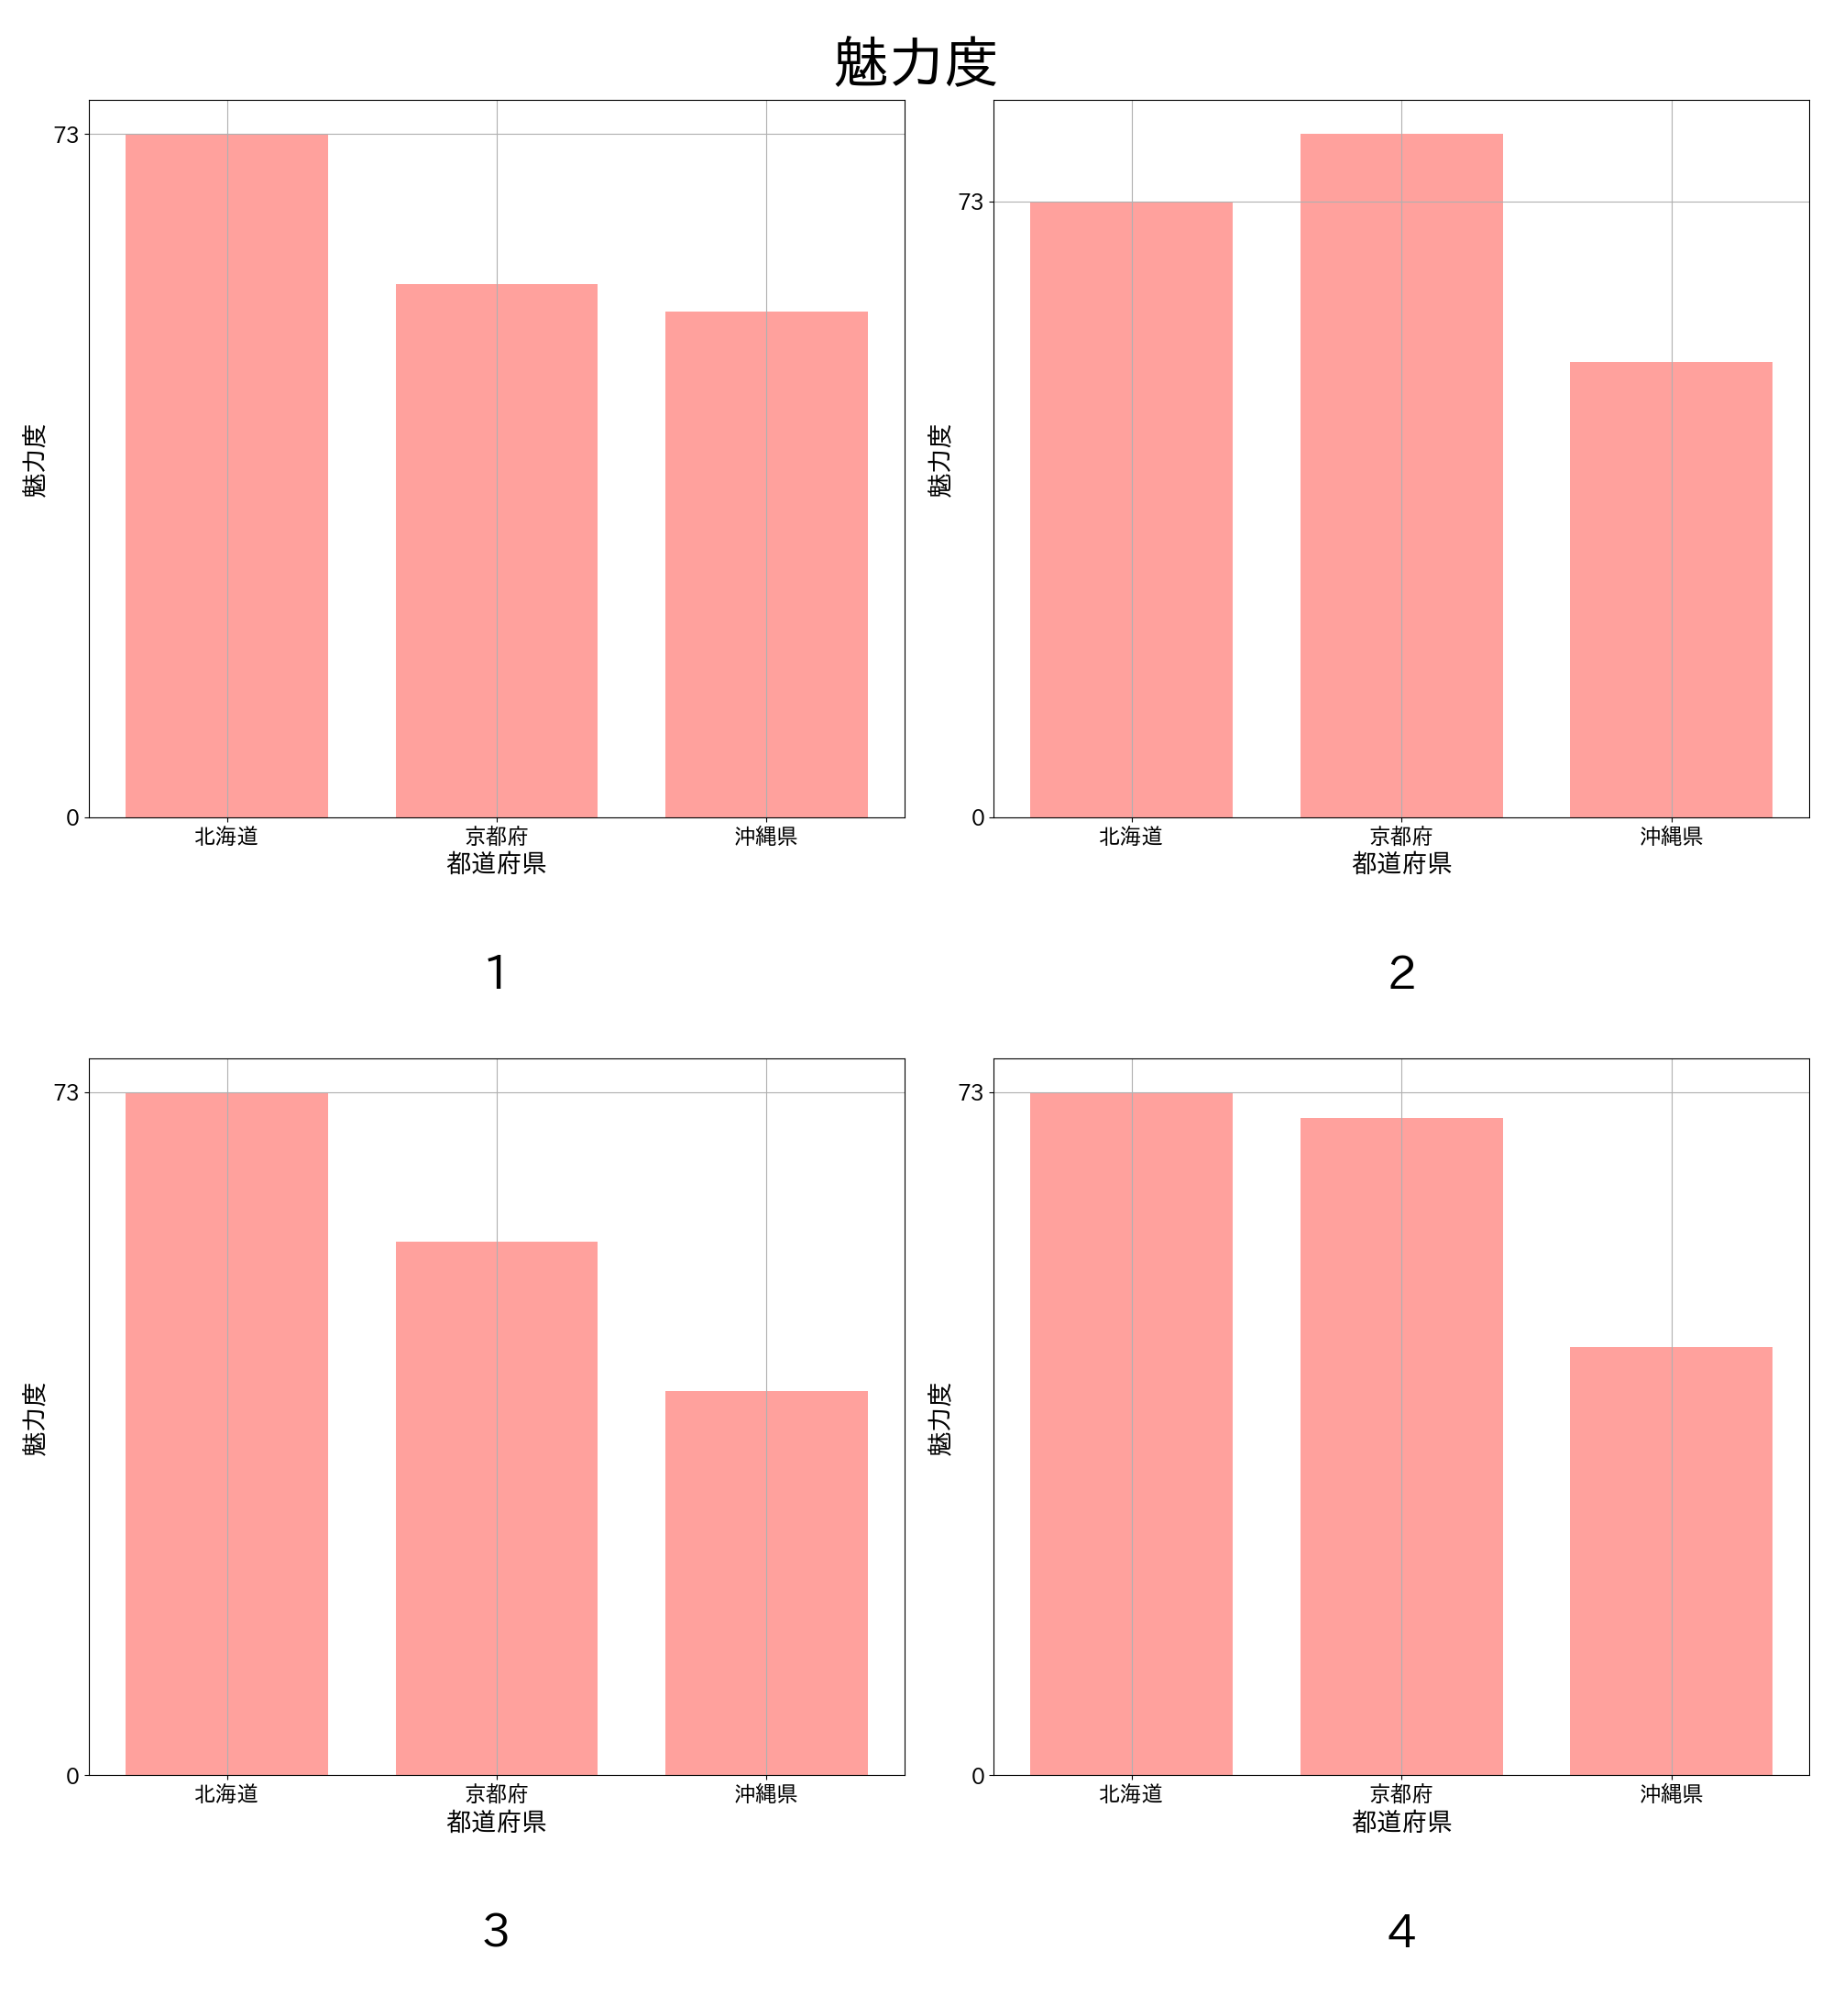 魅力度
73
0
魅力度
北海道 京都府 沖縄県
都道府県
1
73
0
魅力度
北海道 京都府 沖縄県
都道府県
2
73
0
魅力度
北海道 京都府 沖縄県
都道府県
3
73
0
魅力度
北海道 京都府 沖縄県
都道府県
4